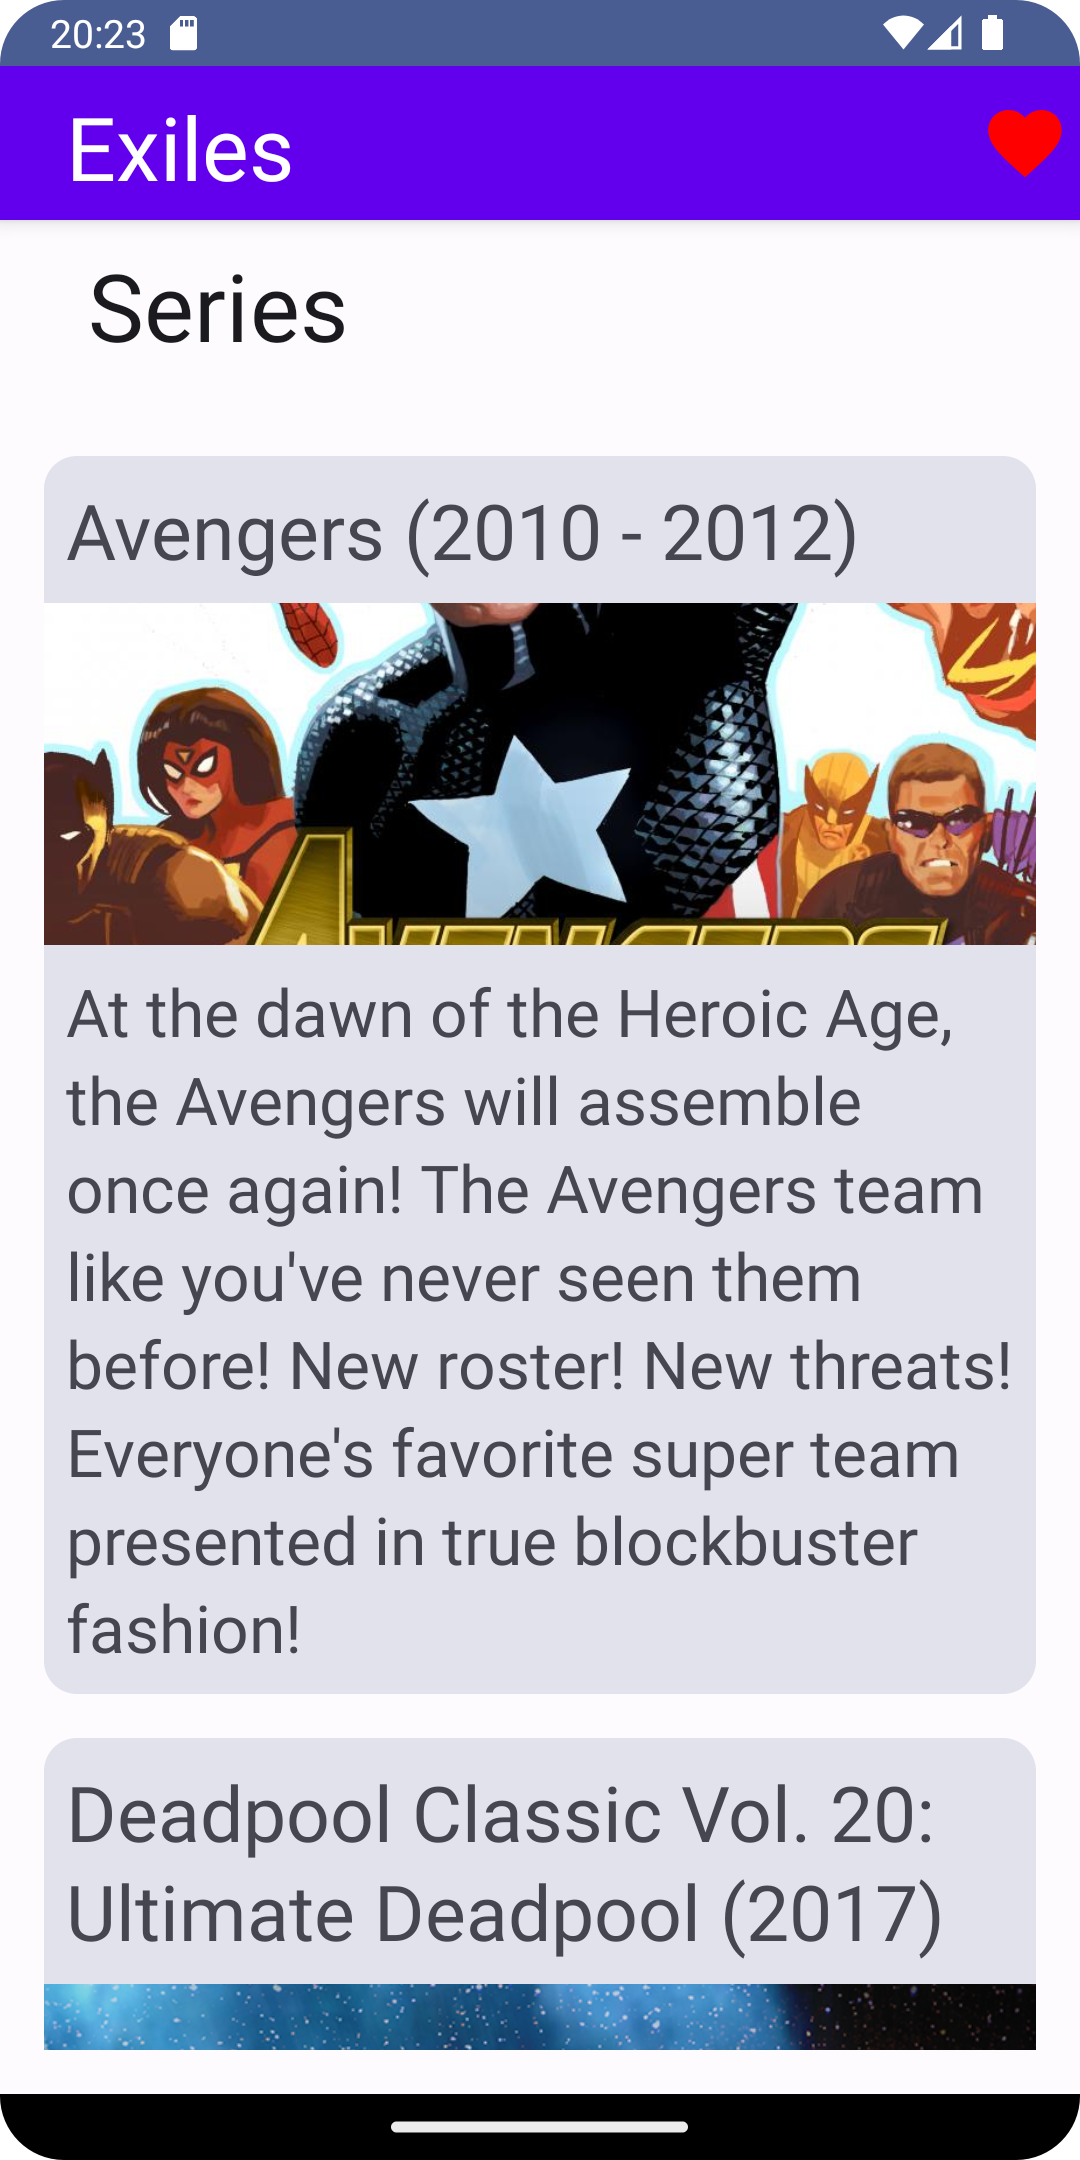 20:23
Exiles
Series
Avengers (2010 - 2012)
AVENGERS
At the dawn of the Heroic Age,
the Avengers will assemble
once again! The Avengers team
like you've never seen them
before! New roster! New threats!
Everyone's favorite super team
presented in true blockbuster
fashion!
Deadpool Classic Vol. 20:
Ultimate Deadpool (2017)